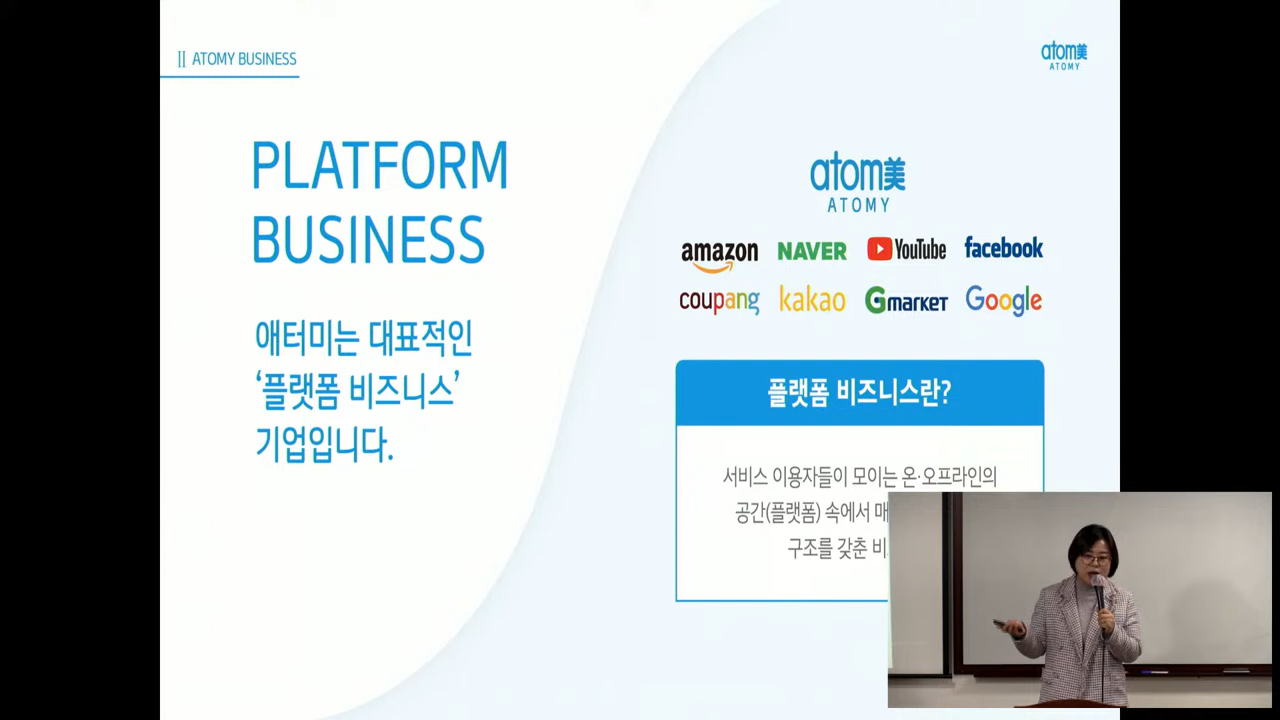 Ⅱ ATOMY BUSINESS
atom美
ATOMY
PLATFORM
BUSINESS
애터미는 대표적인
‘플랫폼 비즈니스’
기업입니다.
atom美
ATOMY
amazon NAVER YouTube facebook
coupang kakao Gmarket Google
플랫폼 비즈니스란?
서비스 이용자들이 모이는 온·오프라인의
공간(플랫폼) 속에서
구조를 갖춘